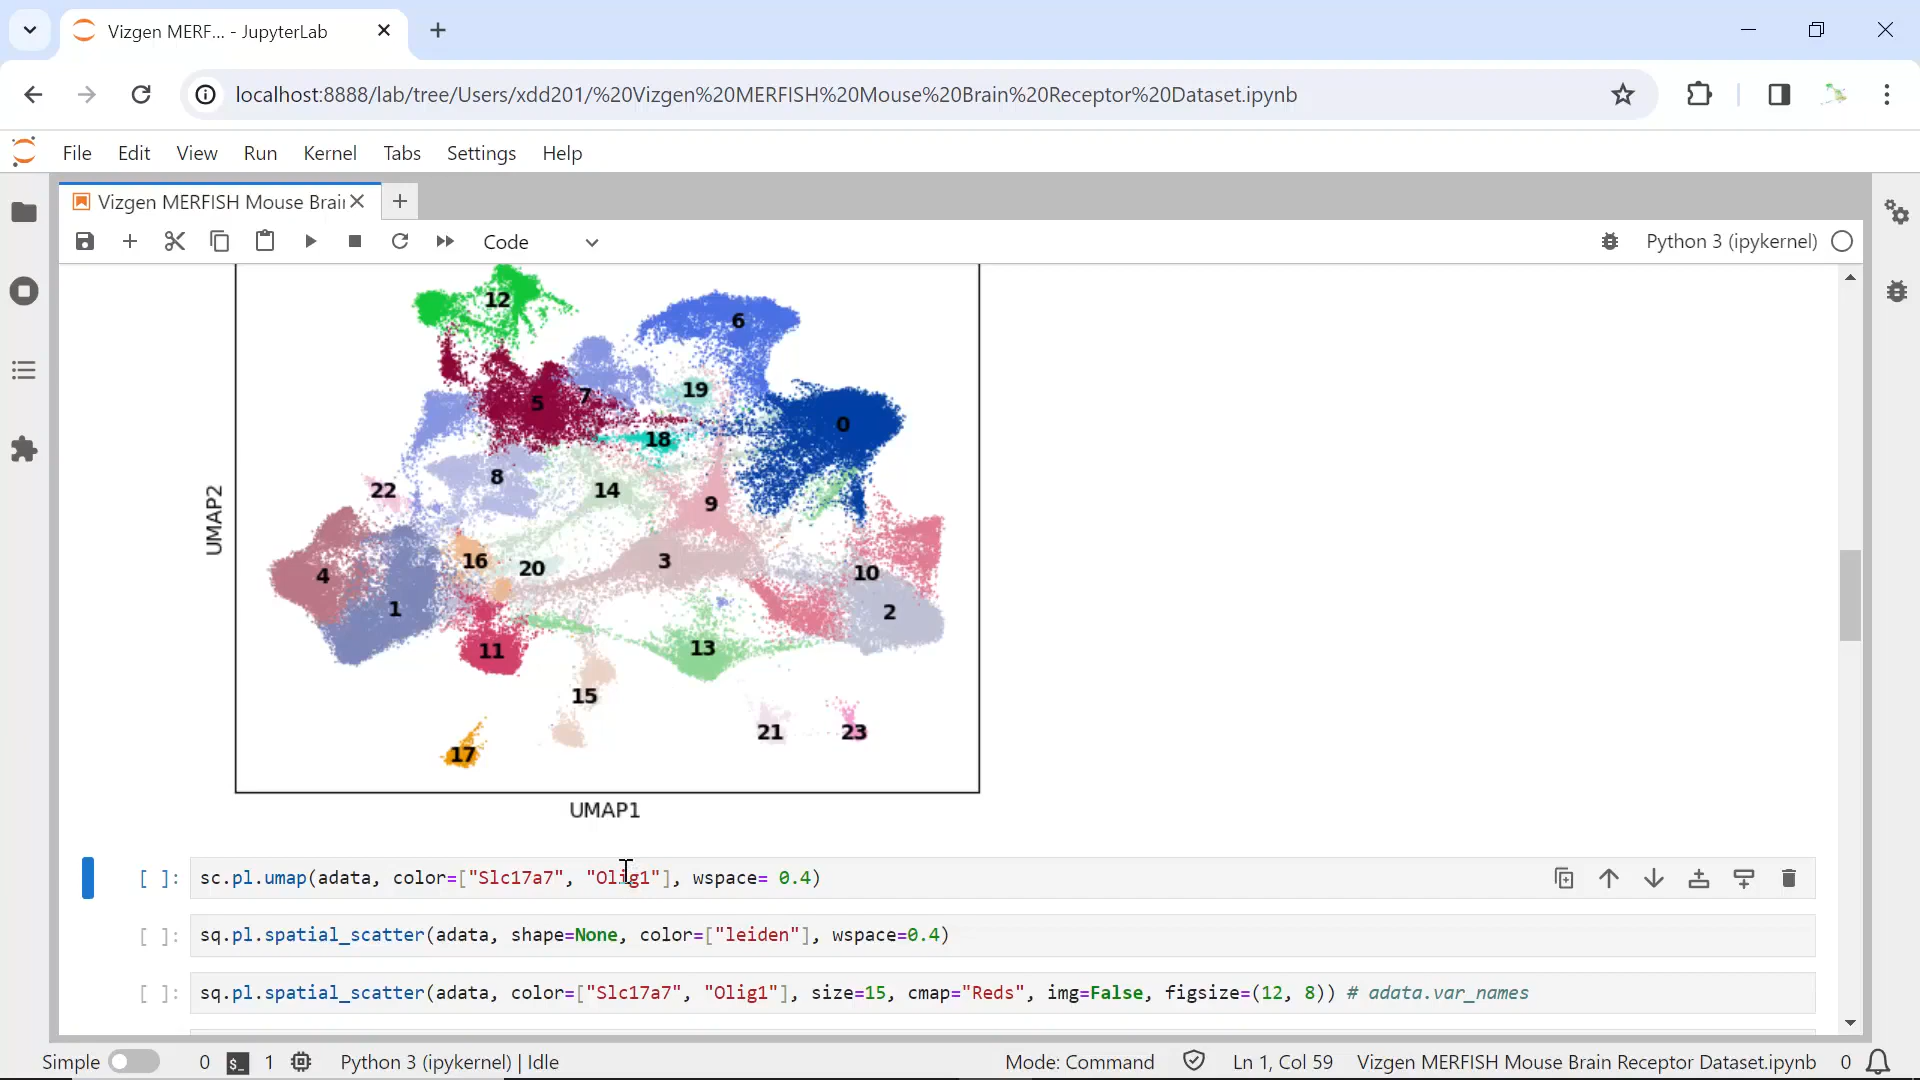 Vizgen MERF... - JupyterLab
localhost:8888/lab/tree/Users/xdd201/%20Vizgen%20MERFISH%20Mouse%20Brain%20Receptor%20Dataset.ipynb
File Edit View Run Kernel Tabs Settings Help
Vizgen MERFISH Mouse Brai
Code
Python 3 (ipykernel)
12
6
19
7
5
0
18
8
22
14
9
16
20
3
4
10
1
2
13
11
15
21
23
17
UMAP2
UMAP1
[ ]: sc.pl.umap(adata, color=["Slc17a7", "Olig1"], wspace= 0.4)
[ ]: sq.pl.spatial_scatter(adata, shape=None, color=["leiden"], wspace=0.4)
[ ]: sq.pl.spatial_scatter(adata, color=["Slc17a7", "Olig1"], size=15, cmap="Reds", img=False, figsize=(12, 8)) # adata.var_names
Simple 0 $_ 1 Python 3 (ipykernel) | Idle Mode: Command Ln 1, Col 59 Vizgen MERFISH Mouse Brain Receptor Dataset.ipynb 0